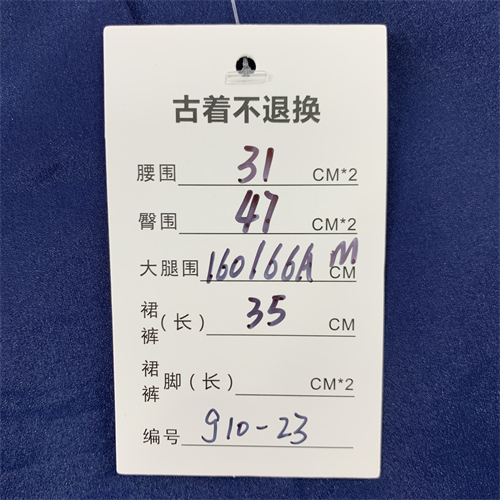 古着不退换
腰围 31 CM*2
臀围 47 CM*2
大腿围 160/66A M CM
裙裤(长) 35 CM
裙裤脚(长) CM*2
编号 910-23